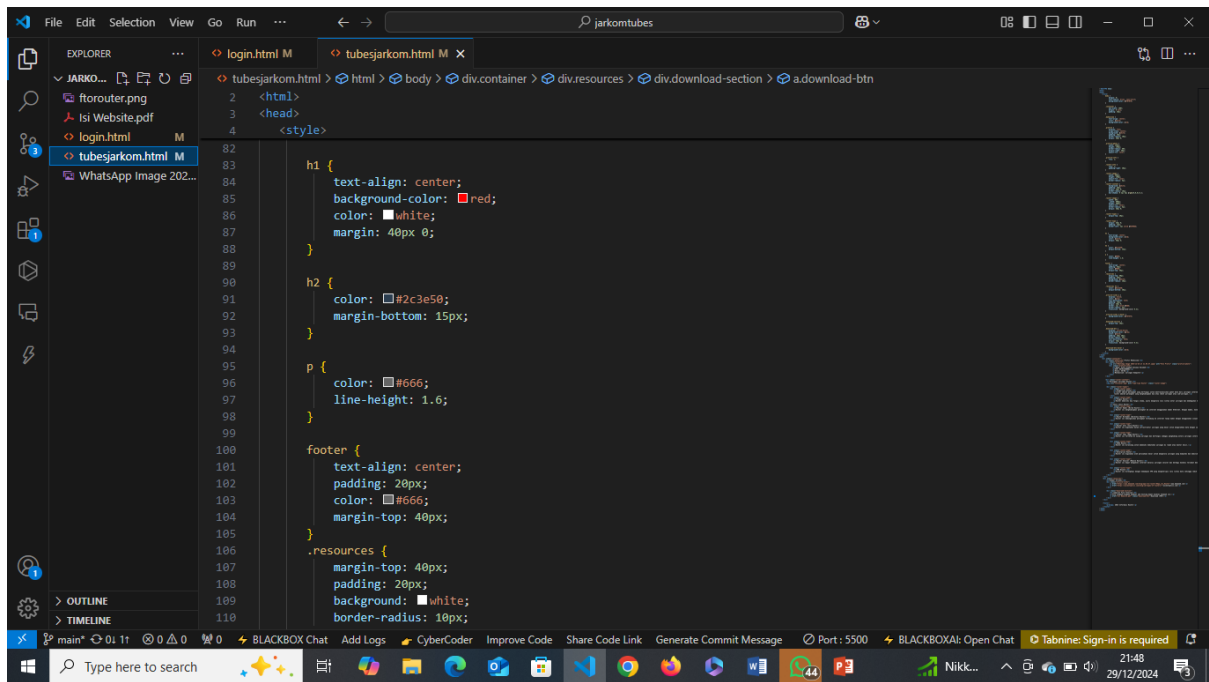 File Edit Selection View Go Run ···
jarkomtubes
EXPLORER ···
JARKO...
ftorouter.png
Isi Website.pdf
login.html M
tubesjarkom.html M
WhatsApp Image 202...
OUTLINE
TIMELINE
login.html M
tubesjarkom.html M
tubesjarkom.html > html > body > div.container > div.resources > div.download-section > a.download-btn
2 <html>
3 <head>
4 <style>
82
83 h1 {
84 text-align: center;
85 background-color: red;
86 color: white;
87 margin: 40px 0;
88 }
89
90 h2 {
91 color: #2c3e50;
92 margin-bottom: 15px;
93 }
94
95 p {
96 color: #666;
97 line-height: 1.6;
98 }
99
100 footer {
101 text-align: center;
102 padding: 20px;
103 color: #666;
104 margin-top: 40px;
105 }
106 .resources {
107 margin-top: 40px;
108 padding: 20px;
109 background: white;
110 border-radius: 10px;
3
1
1
main* 0↓ 1↑ 0 0 0 BLACKBOX Chat Add Logs CyberCoder Improve Code Share Code Link Generate Commit Message Port : 5500 BLACKBOXAI: Open Chat Tabnine: Sign-in is required
Type here to search 44 Nikk... 21:48
29/12/2024 3